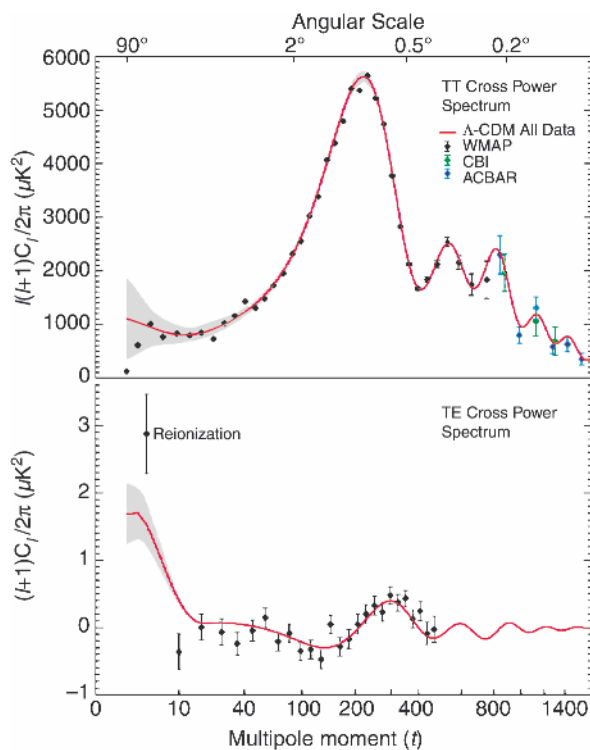 Angular Scale
90° 2° 0.5° 0.2°
6000
5000
4000
3000
2000
1000
0
l(l+1)Cₗ/2π (μK²)
TT Cross Power
Spectrum
Λ-CDM All Data
WMAP
CBI
ACBAR
3
2
1
0
−1
(l+1)Cₗ/2π (μK²)
Reionization
TE Cross Power
Spectrum
0 10 40 100 200 400 800 1400
Multipole moment (ℓ)